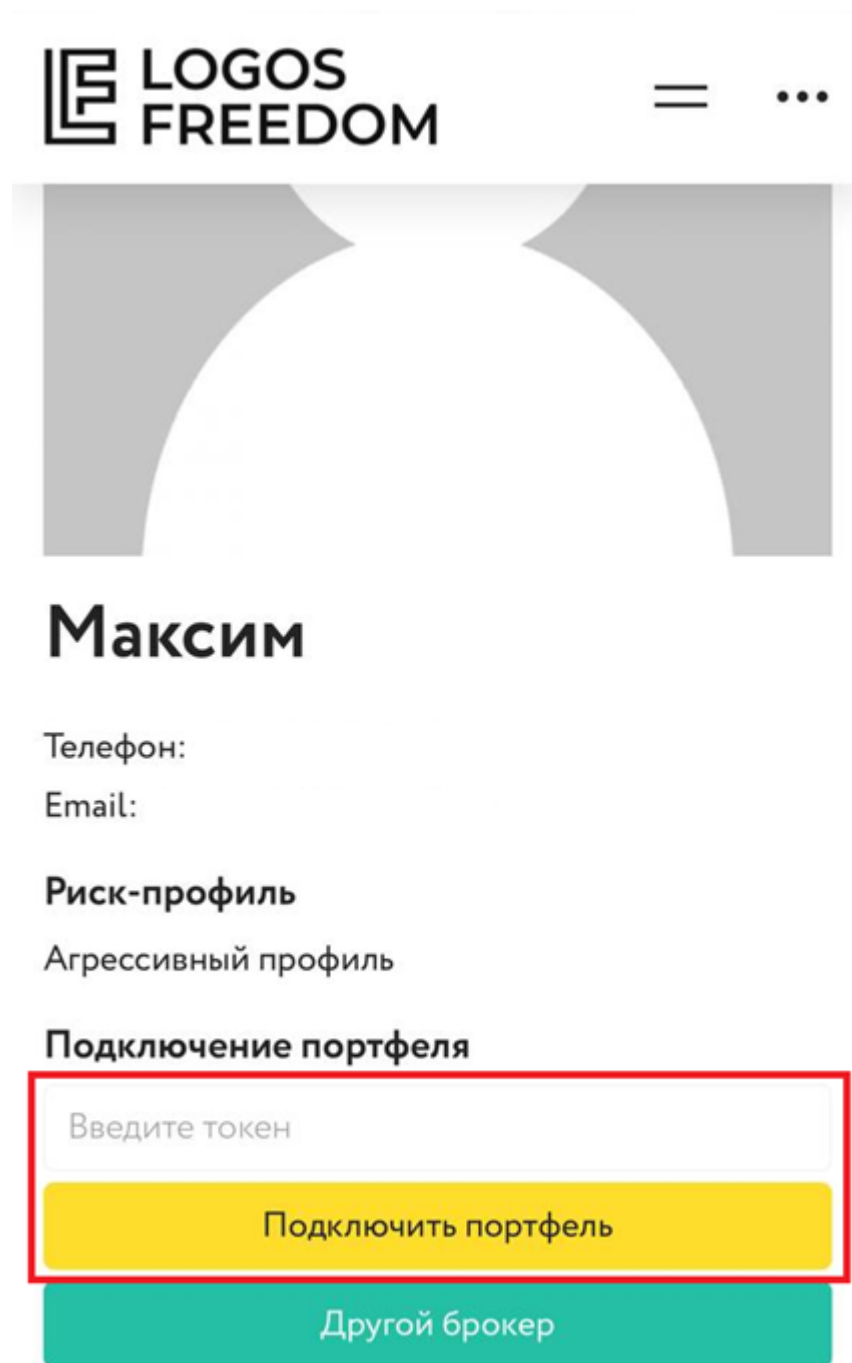 LOGOS
FREEDOM
Максим
Телефон:
Email:
Риск-профиль
Агрессивный профиль
Подключение портфеля
Введите токен
Подключить портфель
Другой брокер